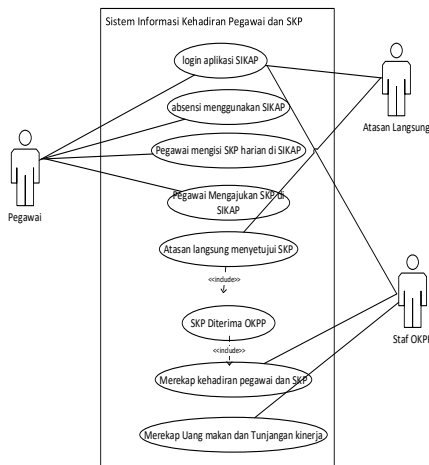 Sistem Informasi Kehadiran Pegawai dan SKP
login aplikasi SIKAP
absensi menggunakan SIKAP
Pegawai mengisi SKP harian di SIKAP
Pegawai Mengajukan SKP di
SIKAP
Atasan langsung menyetujui SKP
<<include>>
SKP Diterima OKPP
<<include>>
Merekap kehadiran pegawai dan SKP
Merekap Uang makan dan Tunjangan kinerja
Pegawai
Atasan Langsung
Staf OKPP